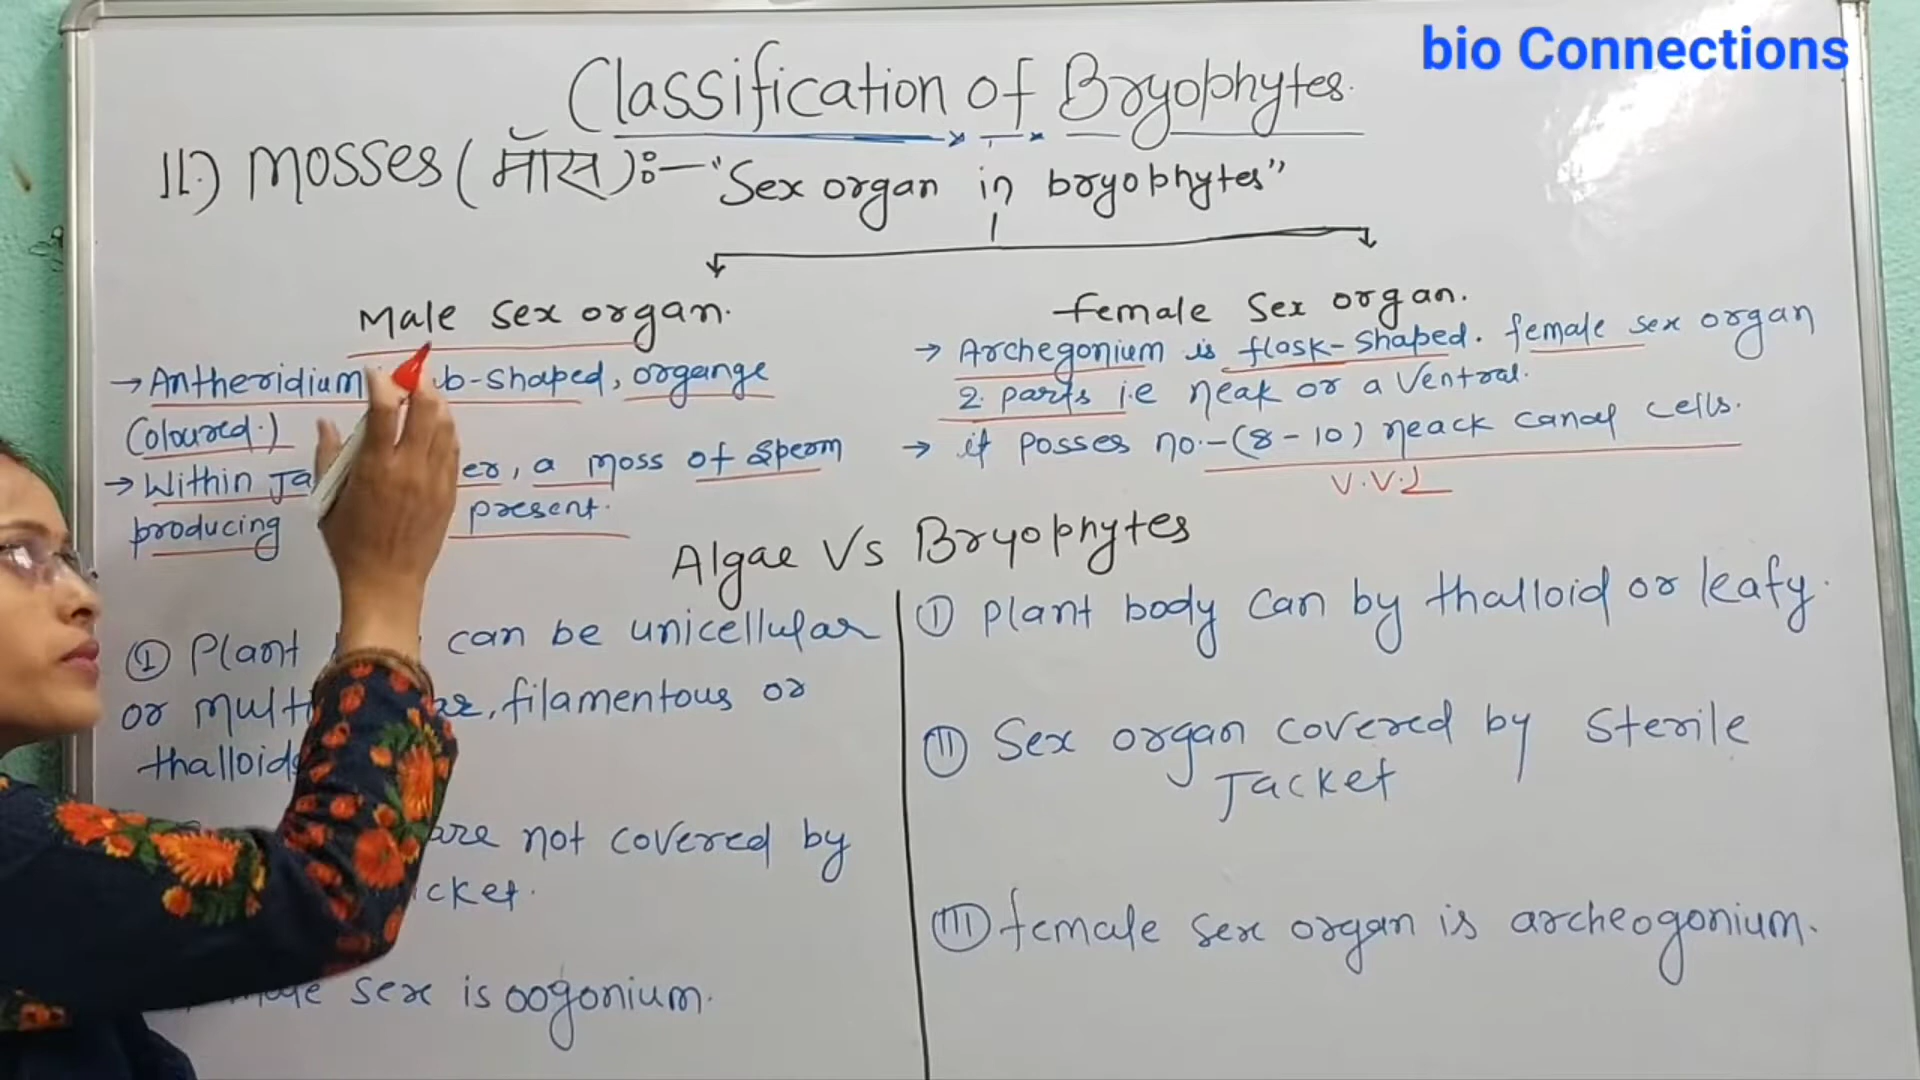 bio Connections
Classification of Bryophytes.
II.) MOSSES (मॉस):- "Sex organ in bryophytes"
Male sex organ.
→ Antheridium ub-shaped, organge
(Coloured.)
→ Within Ja er, a moss of sperm
producing present.
female Sex organ.
→ Archegonium is flask-shaped. female sex organ
2 parts i.e neak or a Ventral.
→ it posses no.-(8-10) neack canal cells.
V.V.I
Algae Vs Bryophytes
① Plant can be unicellular
or mult ar, filamentous or
thalloids
are not covered by
cket.
sex is oogonium.
① plant body can by thalloid or leafy.
② Sex organ covered by Sterile
Jacket
③ female sex organ is archeogonium.